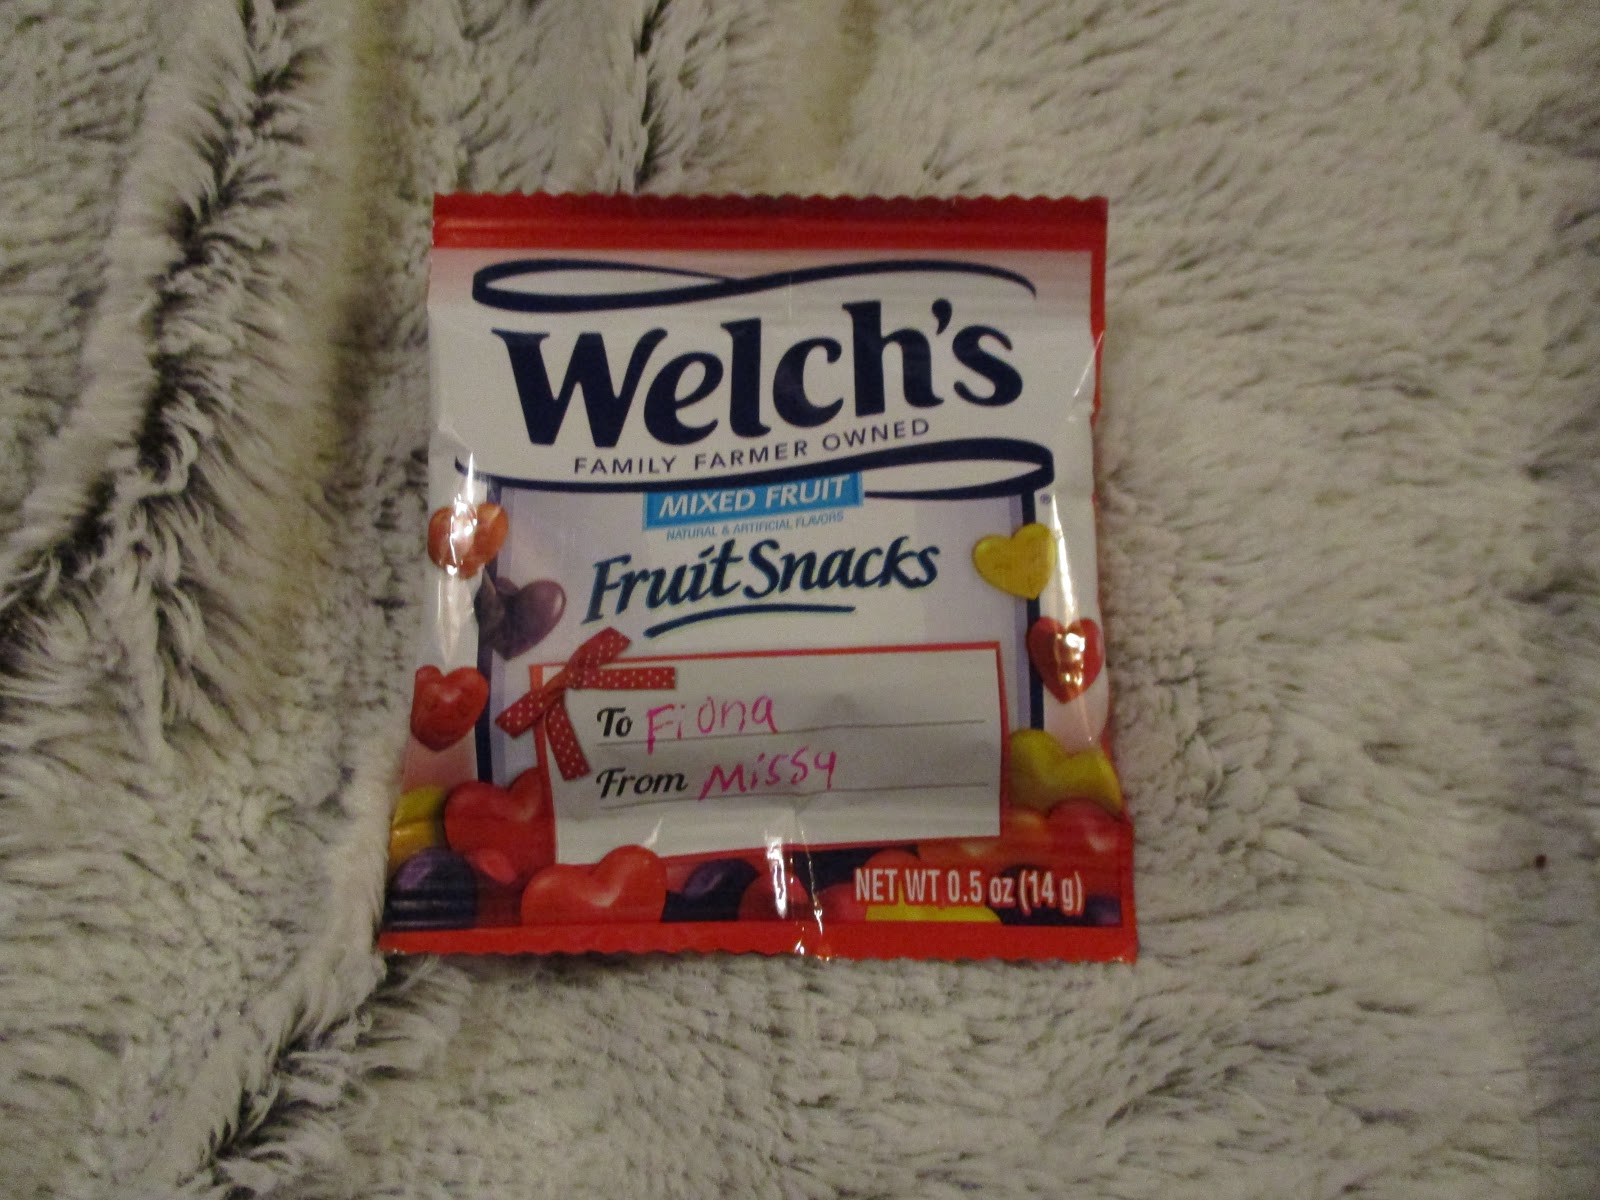 Welch's
FAMILY FARMER OWNED
®
MIXED FRUIT
NATURAL & ARTIFICIAL FLAVORS
Fruit Snacks
To Fiona
From Missy
NET WT 0.5 oz (14 g)